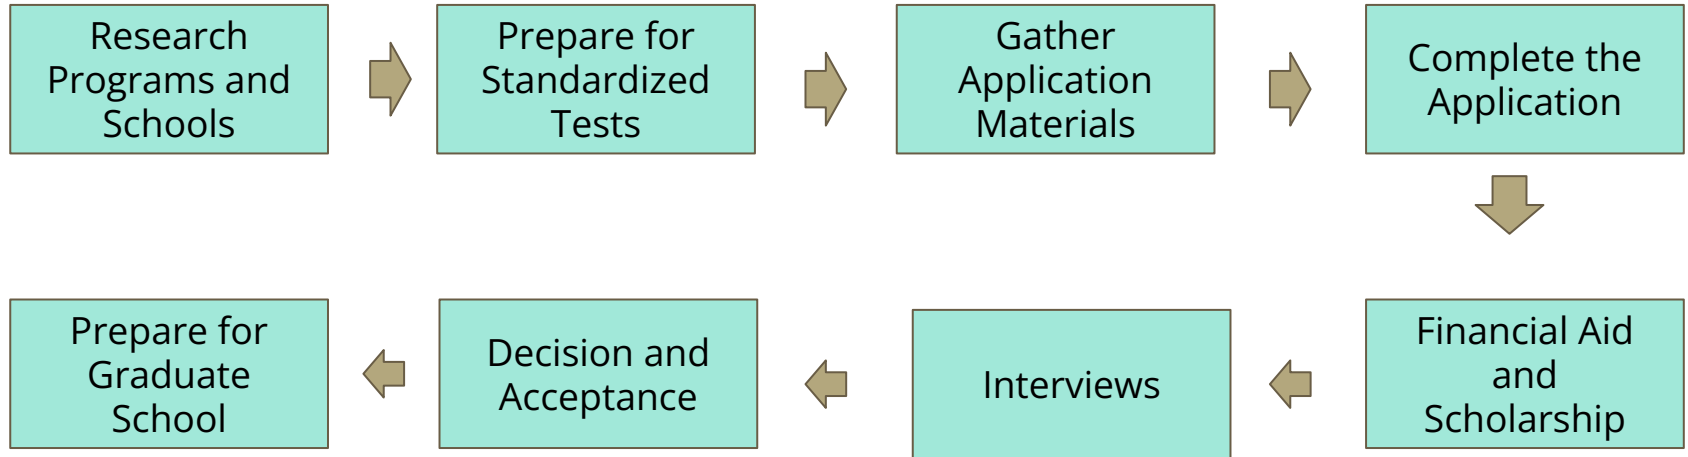 Research
Programs and
Schools
Prepare for
Standardized
Tests
Gather
Application
Materials
Complete the
Application
Financial Aid
and
Scholarship
Interviews
Decision and
Acceptance
Prepare for
Graduate
School